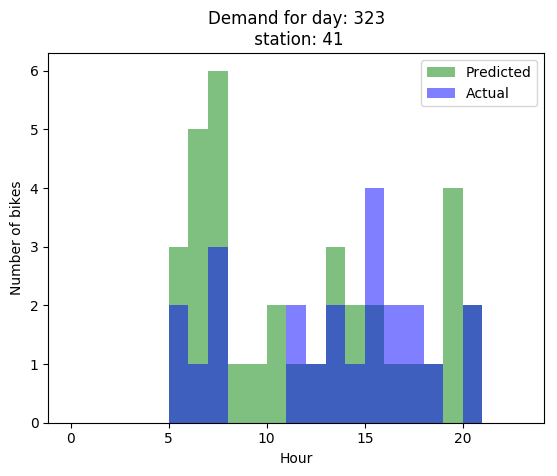 Demand for day: 323
station: 41
Predicted
Actual
Number of bikes
6
5
4
3
2
1
0
0
5
10
15
20
Hour